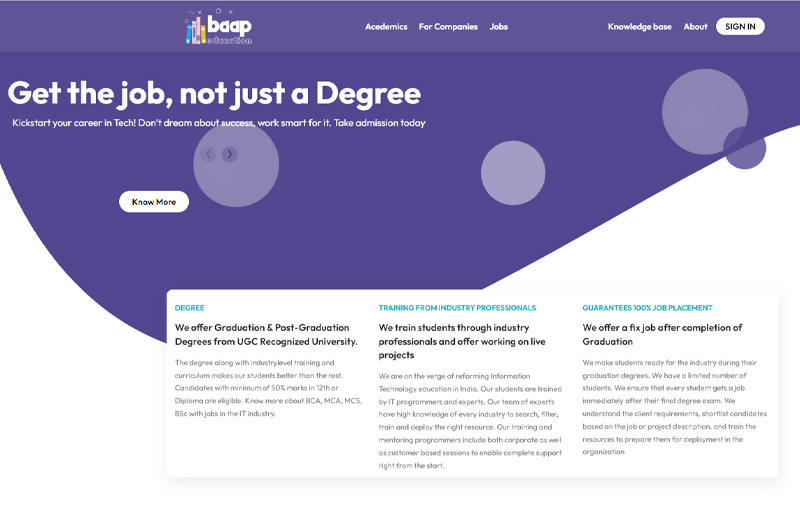 baap
education
Acedemics For Companies Jobs
Knowledge base About SIGN IN
Get the job, not just a Degree
Kickstart your career in Tech! Don't dream about success, work smart for it. Take admission today
Know More
DEGREE
We offer Graduation & Post-Graduation
Degrees from UGC Recognized University.
The degree along with industrylevel training and
curriculum makes our students better than the rest.
Candidates with minimum of 50% marks in 12th or
Diploma are eligible. Know more about BCA, MCA, MCS,
BSc with jobs in the IT industry.
TRAINING FROM INDUSTRY PROFESSIONALS
We train students through industry
professionals and offer working on live
projects
We are on the verge of reforming Information
Technology education in India. Our students are trained
by IT programmers and experts. Our team of experts
have high knowledge of every industry to search, filter,
train and deploy the right resource. Our training and
mentoring programmers include both corporate as well
as customer based sessions to enable complete support
right from the start.
GUARANTEES 100% JOB PLACEMENT
We offer a fix job after completion of
Graduation
We make students ready for the industry during their
graduation degrees. We have a limited number of
students. We ensure that every student gets a job
immediately after their final degree exam. We
understand the client requirements, shortlist candidates
based on the job or project description, and train the
resources to prepare them for deployment in the
organization